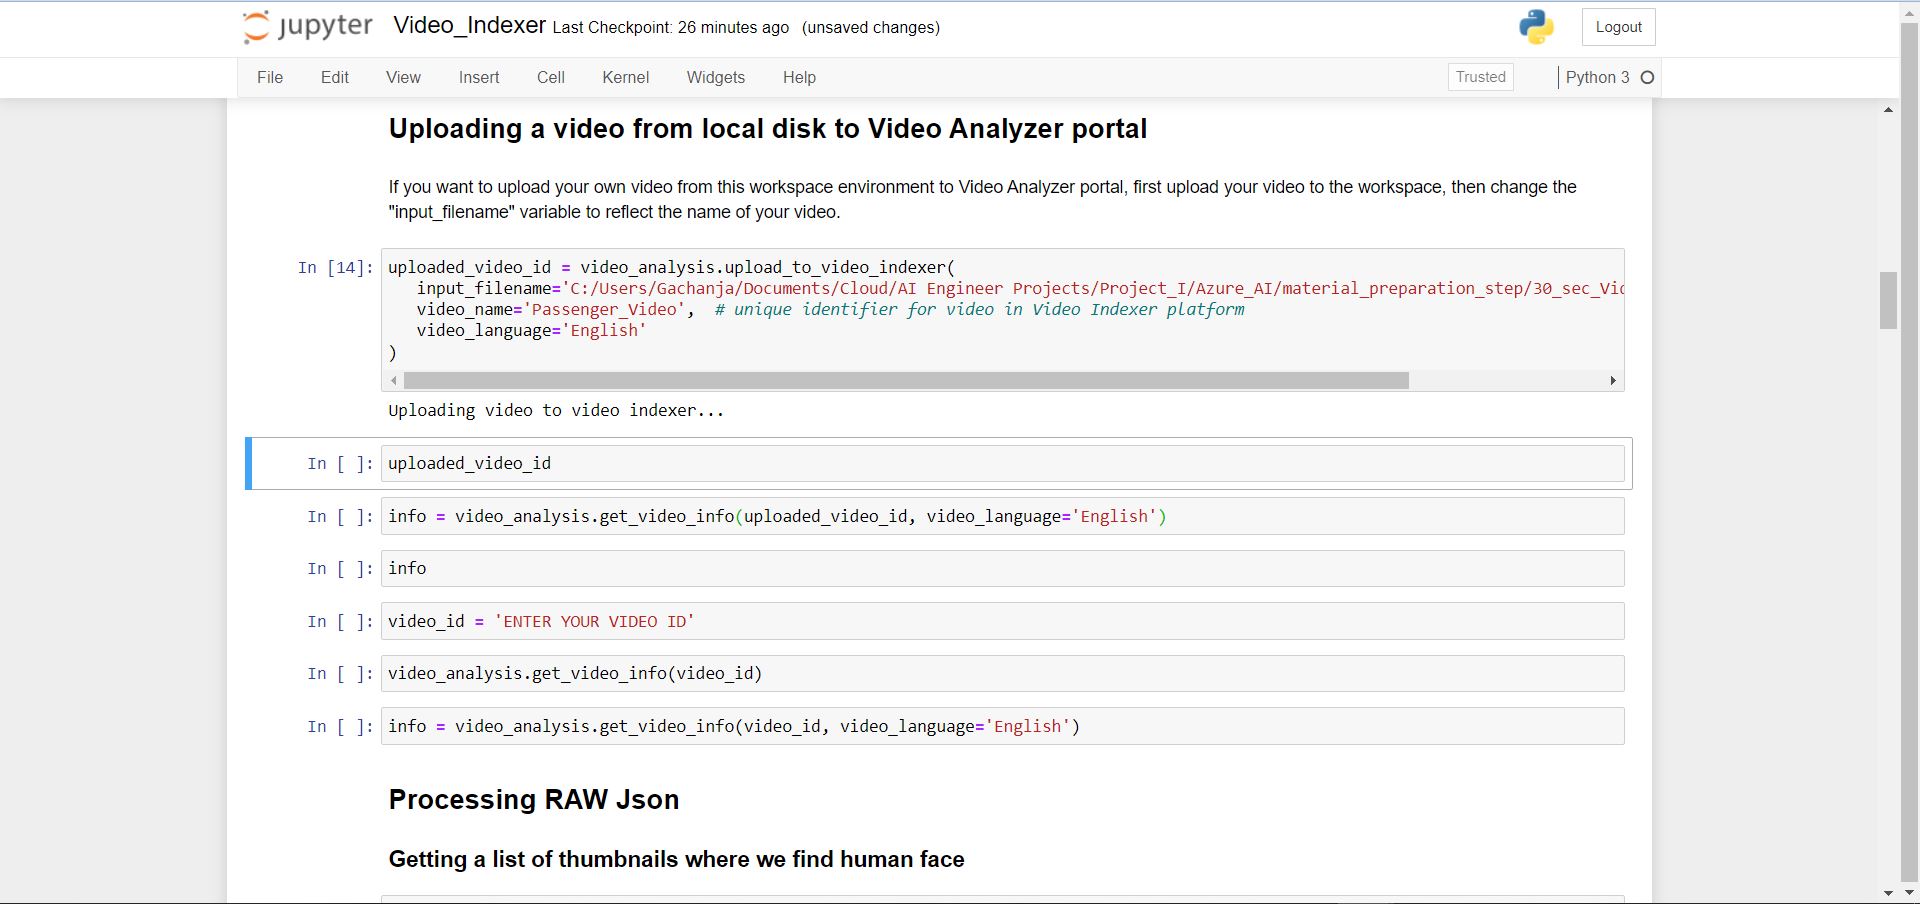 jupyter Video_Indexer Last Checkpoint: 26 minutes ago (unsaved changes) Logout
File Edit View Insert Cell Kernel Widgets Help Trusted Python 3
Uploading a video from local disk to Video Analyzer portal
If you want to upload your own video from this workspace environment to Video Analyzer portal, first upload your video to the workspace, then change the
"input_filename" variable to reflect the name of your video.
In [14]: uploaded_video_id = video_analysis.upload_to_video_indexer(
input_filename='C:/Users/Gachanja/Documents/Cloud/AI Engineer Projects/Project_I/Azure_AI/material_preparation_step/30_sec_Vid
video_name='Passenger_Video', # unique identifier for video in Video Indexer platform
video_language='English'
)
Uploading video to video indexer...
In [ ]: uploaded_video_id
In [ ]: info = video_analysis.get_video_info(uploaded_video_id, video_language='English')
In [ ]: info
In [ ]: video_id = 'ENTER YOUR VIDEO ID'
In [ ]: video_analysis.get_video_info(video_id)
In [ ]: info = video_analysis.get_video_info(video_id, video_language='English')
Processing RAW Json
Getting a list of thumbnails where we find human face